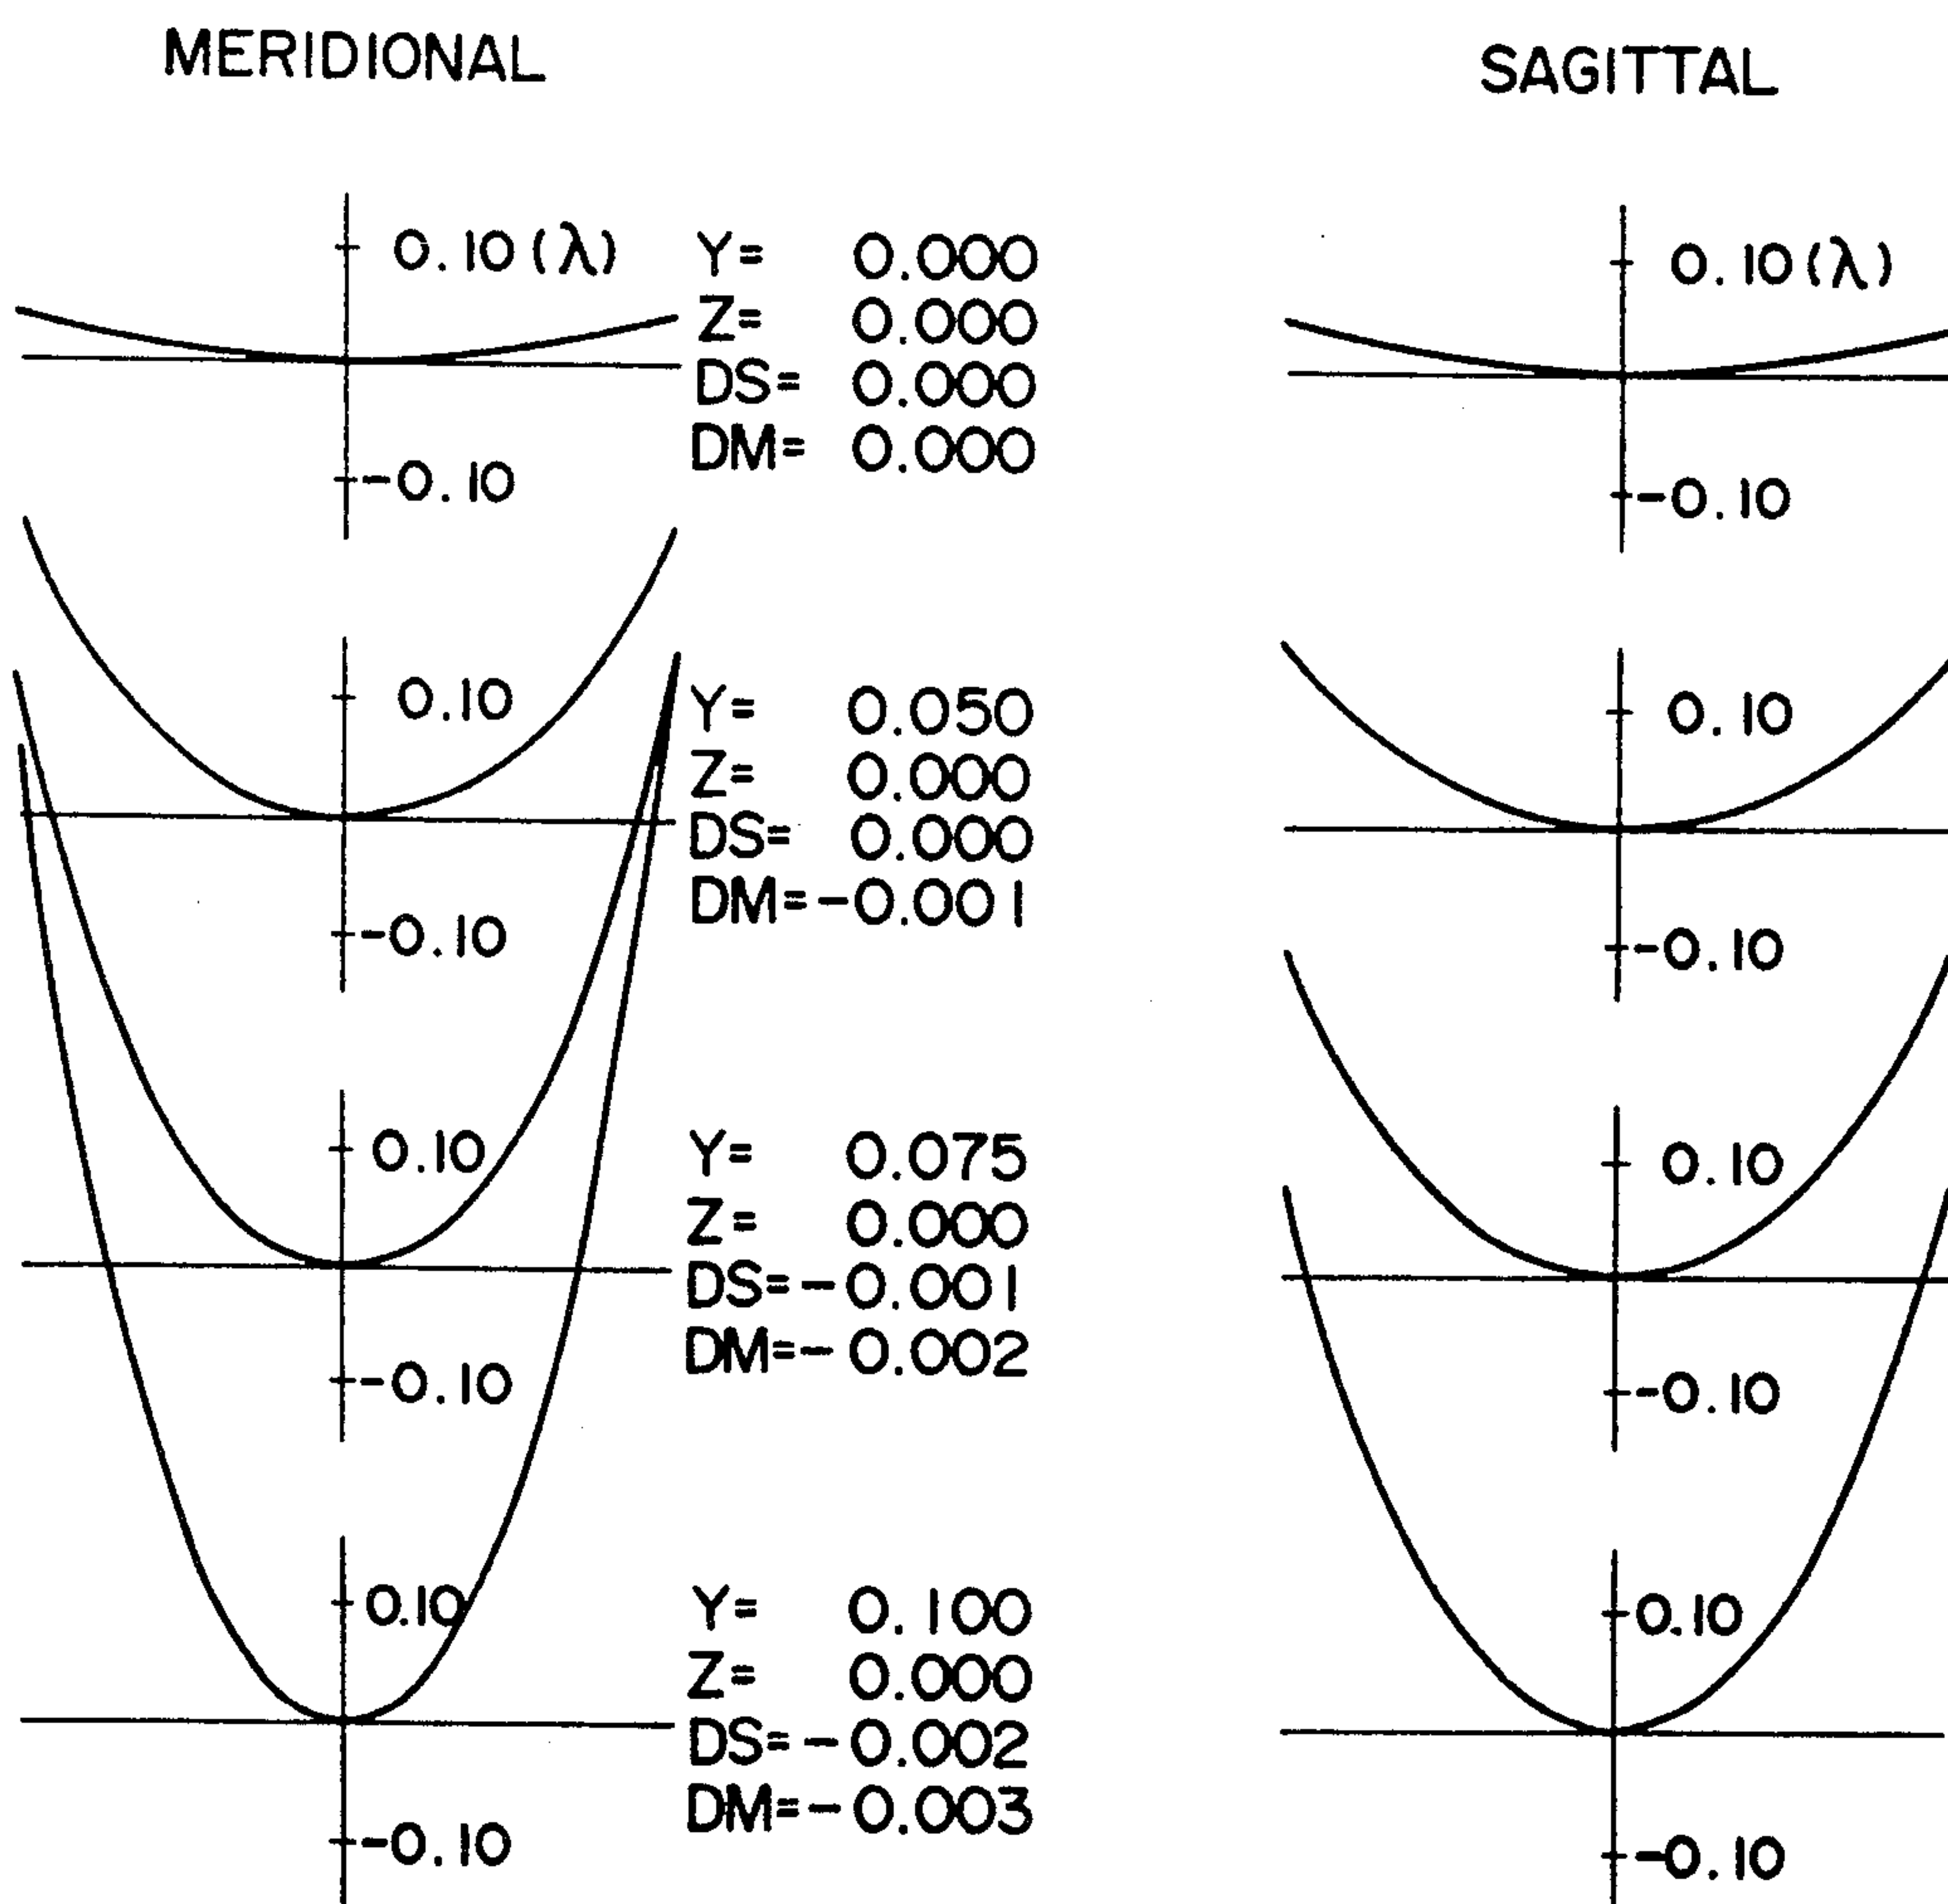 MERIDIONAL
SAGITTAL
0.10 (λ)
-0.10
Y= 0.000
Z= 0.000
DS= 0.000
DM= 0.000
0.10 (λ)
-0.10
0.10
-0.10
Y= 0.050
Z= 0.000
DS= 0.000
DM=-0.001
0.10
-0.10
0.10
-0.10
Y= 0.075
Z= 0.000
DS=-0.001
DM=-0.002
0.10
-0.10
0.10
-0.10
Y= 0.100
Z= 0.000
DS=-0.002
DM=-0.003
0.10
-0.10